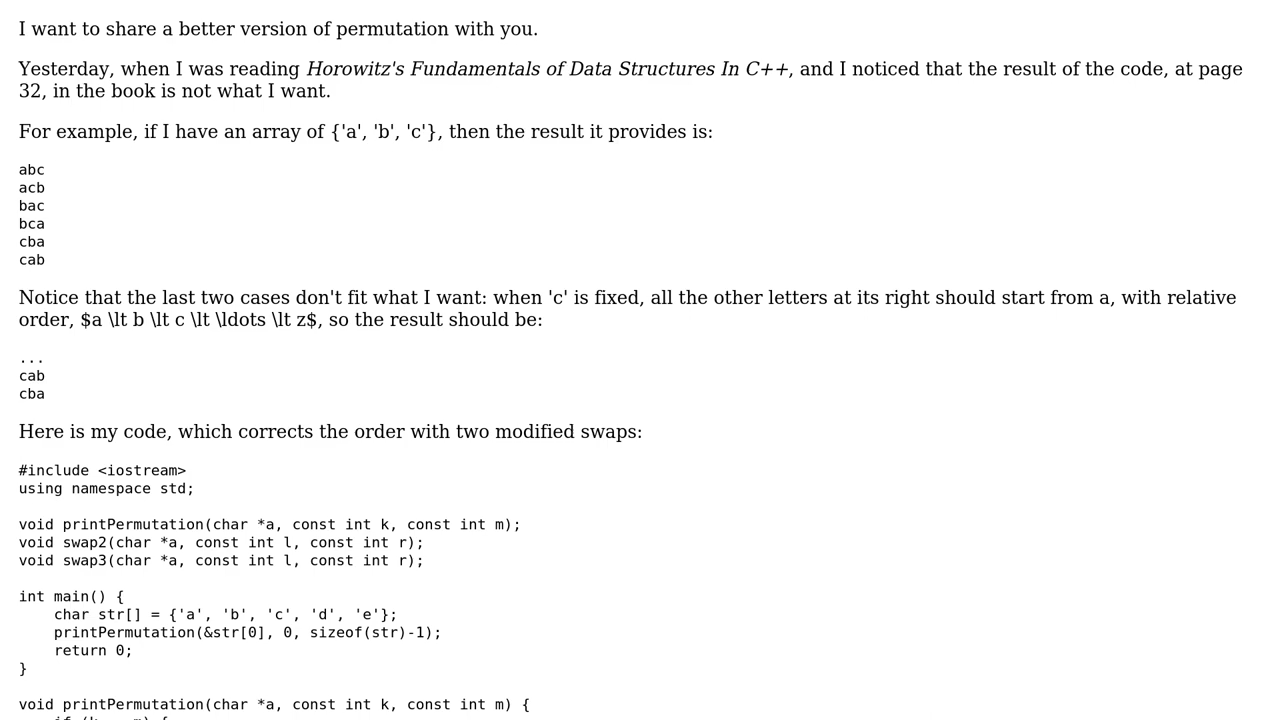 I want to share a better version of permutation with you.
Yesterday, when I was reading Horowitz's Fundamentals of Data Structures In C++, and I noticed that the result of the code, at page
32, in the book is not what I want.
For example, if I have an array of {'a', 'b', 'c'}, then the result it provides is:
abc
acb
bac
bca
cba
cab
Notice that the last two cases don't fit what I want: when 'c' is fixed, all the other letters at its right should start from a, with relative
order, $a \lt b \lt c \lt \ldots \lt z$, so the result should be:
...
cab
cba
Here is my code, which corrects the order with two modified swaps:
#include <iostream>
using namespace std;
void printPermutation(char *a, const int k, const int m);
void swap2(char *a, const int l, const int r);
void swap3(char *a, const int l, const int r);
int main() {
    char str[] = {'a', 'b', 'c', 'd', 'e'};
    printPermutation(&str[0], 0, sizeof(str)-1);
    return 0;
}
void printPermutation(char *a, const int k, const int m) {